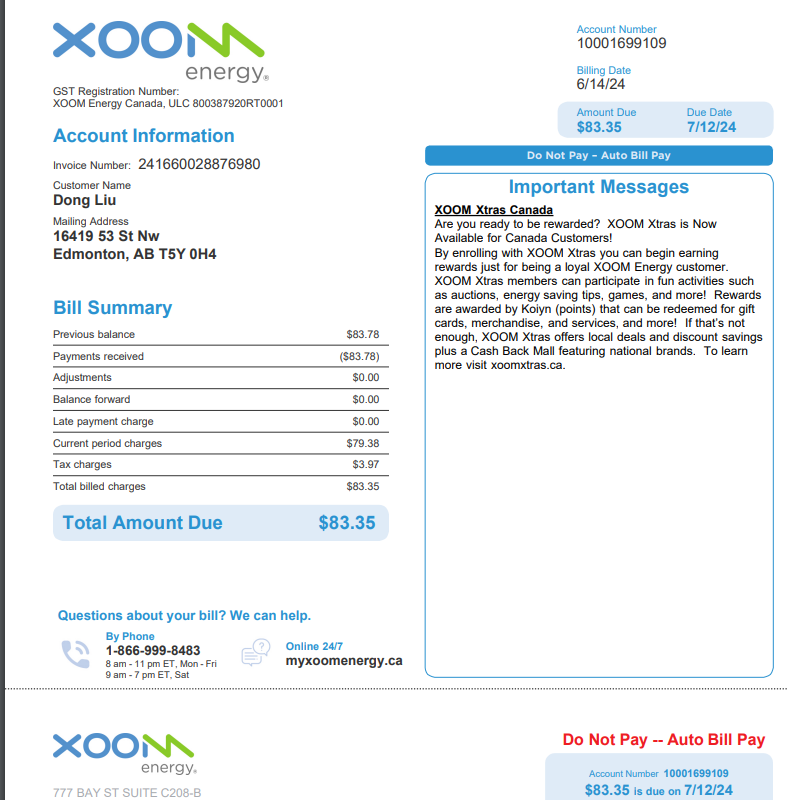 XOOM
energy®
GST Registration Number:
XOOM Energy Canada, ULC 800387920RT0001
Account Number
10001699109
Billing Date
6/14/24
Amount Due
$83.35
Due Date
7/12/24
Do Not Pay – Auto Bill Pay
Account Information
Invoice Number: 241660028876980
Customer Name
Dong Liu
Mailing Address
16419 53 St Nw
Edmonton, AB T5Y 0H4
Bill Summary
Previous balance $83.78
Payments received ($83.78)
Adjustments $0.00
Balance forward $0.00
Late payment charge $0.00
Current period charges $79.38
Tax charges $3.97
Total billed charges $83.35
Total Amount Due $83.35
Important Messages
XOOM Xtras Canada
Are you ready to be rewarded? XOOM Xtras is Now
Available for Canada Customers!
By enrolling with XOOM Xtras you can begin earning
rewards just for being a loyal XOOM Energy customer.
XOOM Xtras members can participate in fun activities such
as auctions, energy saving tips, games, and more! Rewards
are awarded by Koiyn (points) that can be redeemed for gift
cards, merchandise, and services, and more! If that's not
enough, XOOM Xtras offers local deals and discount savings
plus a Cash Back Mall featuring national brands. To learn
more visit xoomxtras.ca.
Questions about your bill? We can help.
By Phone
1-866-999-8483
8 am - 11 pm ET, Mon - Fri
9 am - 7 pm ET, Sat
?
Online 24/7
myxoomenergy.ca
XOOM
energy®
777 BAY ST SUITE C208-B
Do Not Pay -- Auto Bill Pay
Account Number 10001699109
$83.35 is due on 7/12/24